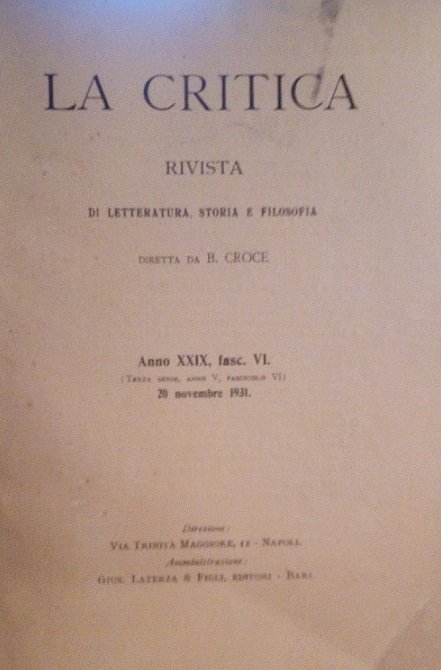 LA CRITICA
RIVISTA
DI LETTERATURA, STORIA E FILOSOFIA
DIRETTA DA B. CROCE
Anno XXIX, fasc. VI.
(TERZA SERIE, ANNO V, FASCICOLO VI)
20 novembre 1931.
Direzione:
VIA TRINITÀ MAGGIORE, 12 - NAPOLI.
Amministrazione:
GIUS. LATERZA & FIGLI, EDITORI - BARI.